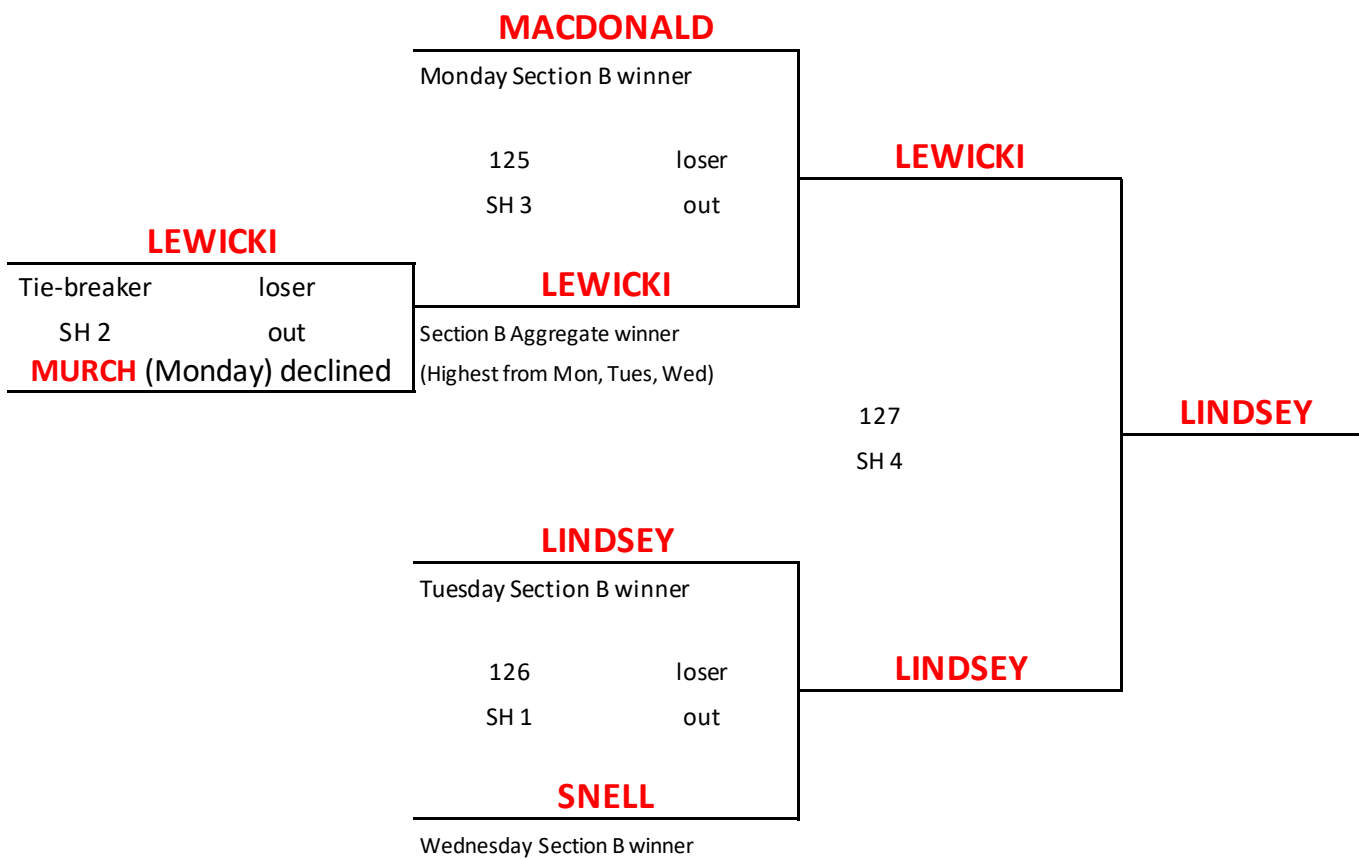 MACDONALD
Monday Section B winner
125 loser
SH 3 out
LEWICKI
LEWICKI
Tie-breaker loser
SH 2 out
MURCH (Monday) declined
LEWICKI
Section B Aggregate winner
(Highest from Mon, Tues, Wed)
127
SH 4
LINDSEY
LINDSEY
Tuesday Section B winner
126 loser
SH 1 out
LINDSEY
SNELL
Wednesday Section B winner